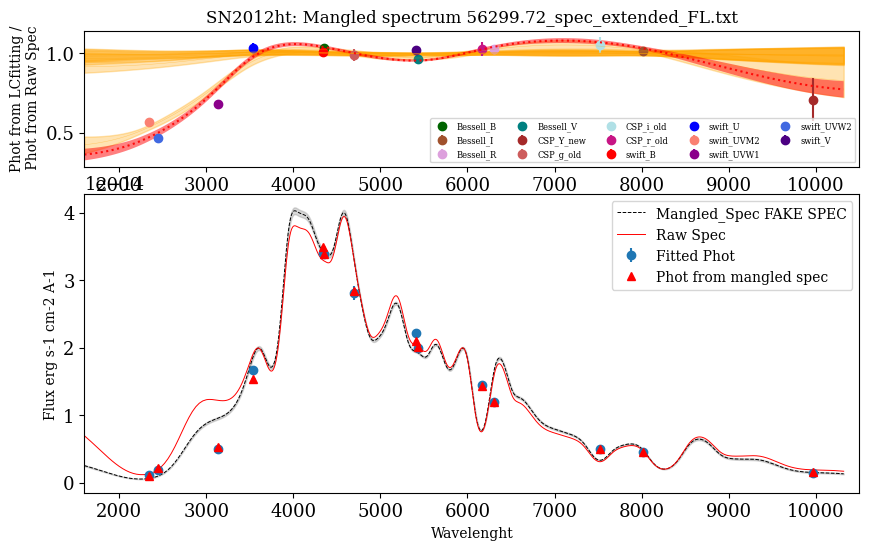 SN2012ht: Mangled spectrum 56299.72_spec_extended_FL.txt
Phot from LCfitting /
Phot from Raw Spec
1.0
0.5
Bessell_B
Bessell_I
Bessell_R
Bessell_V
CSP_Y_new
CSP_g_old
CSP_i_old
CSP_r_old
swift_B
swift_U
swift_UVM2
swift_UVW1
swift_UVW2
swift_V
2000 3000 4000 5000 6000 7000 8000 9000 10000
1e−14
Flux erg s-1 cm-2 A-1
4
3
2
1
0
Mangled_Spec FAKE SPEC
Raw Spec
Fitted Phot
Phot from mangled spec
2000 3000 4000 5000 6000 7000 8000 9000 10000
Wavelenght